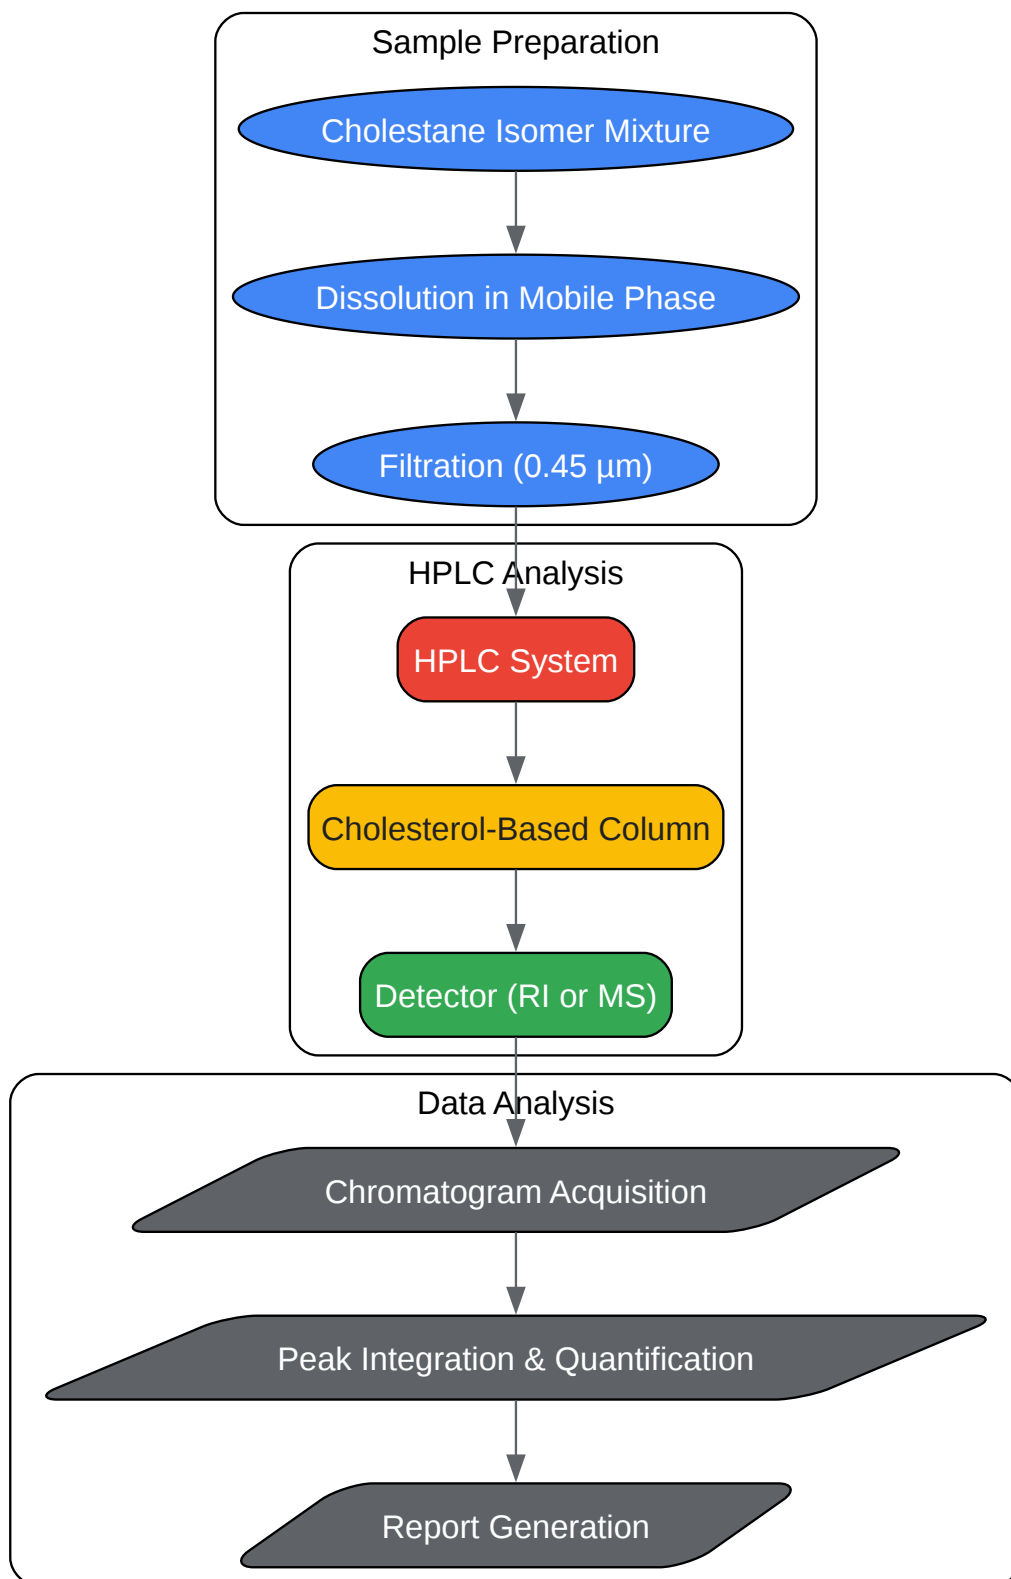 Sample Preparation
Cholestane Isomer Mixture
Dissolution in Mobile Phase
Filtration (0.45 µm)
HPLC Analysis
HPLC System
Cholesterol-Based Column
Detector (RI or MS)
Data Analysis
Chromatogram Acquisition
Peak Integration & Quantification
Report Generation